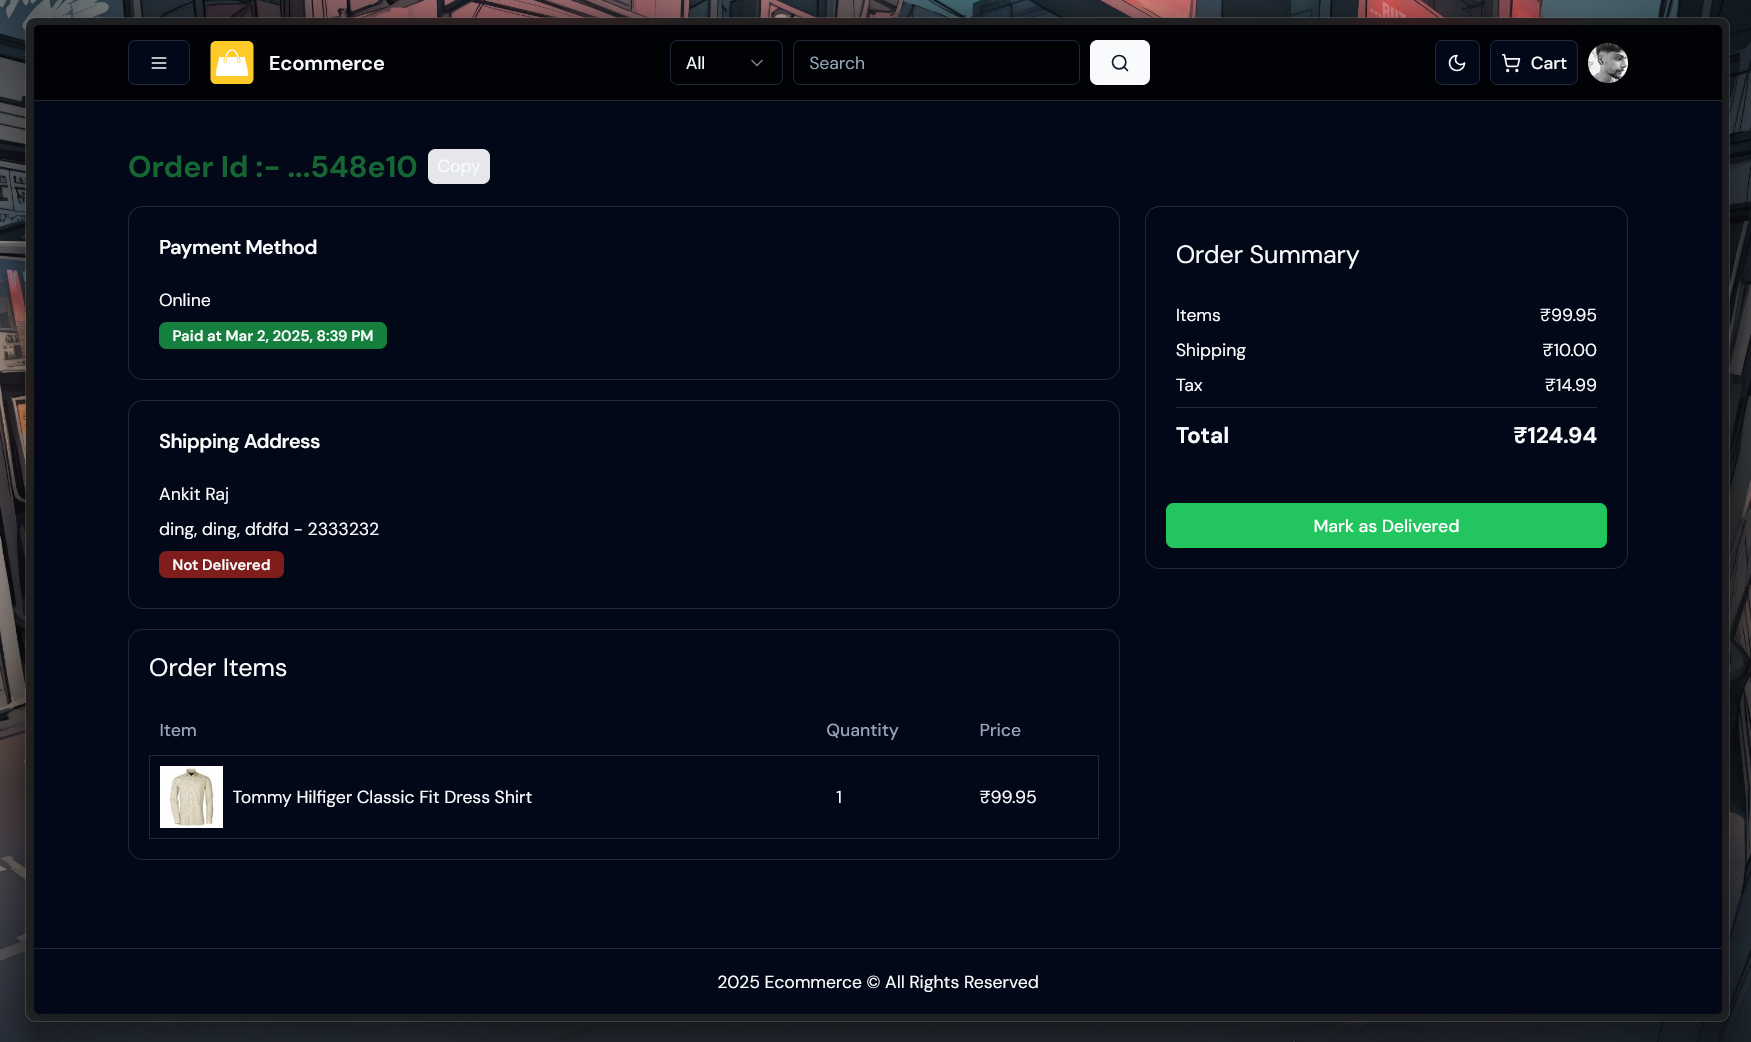 Ecommerce
All
Search
Cart
Order Id :- ...548e10
Copy
Payment Method
Online
Paid at Mar 2, 2025, 8:39 PM
Shipping Address
Ankit Raj
ding, ding, dfdfd - 2333232
Not Delivered
Order Items
Item Quantity Price
Tommy Hilfiger Classic Fit Dress Shirt 1 ₹99.95
Order Summary
Items ₹99.95
Shipping ₹10.00
Tax ₹14.99
Total ₹124.94
Mark as Delivered
2025 Ecommerce © All Rights Reserved